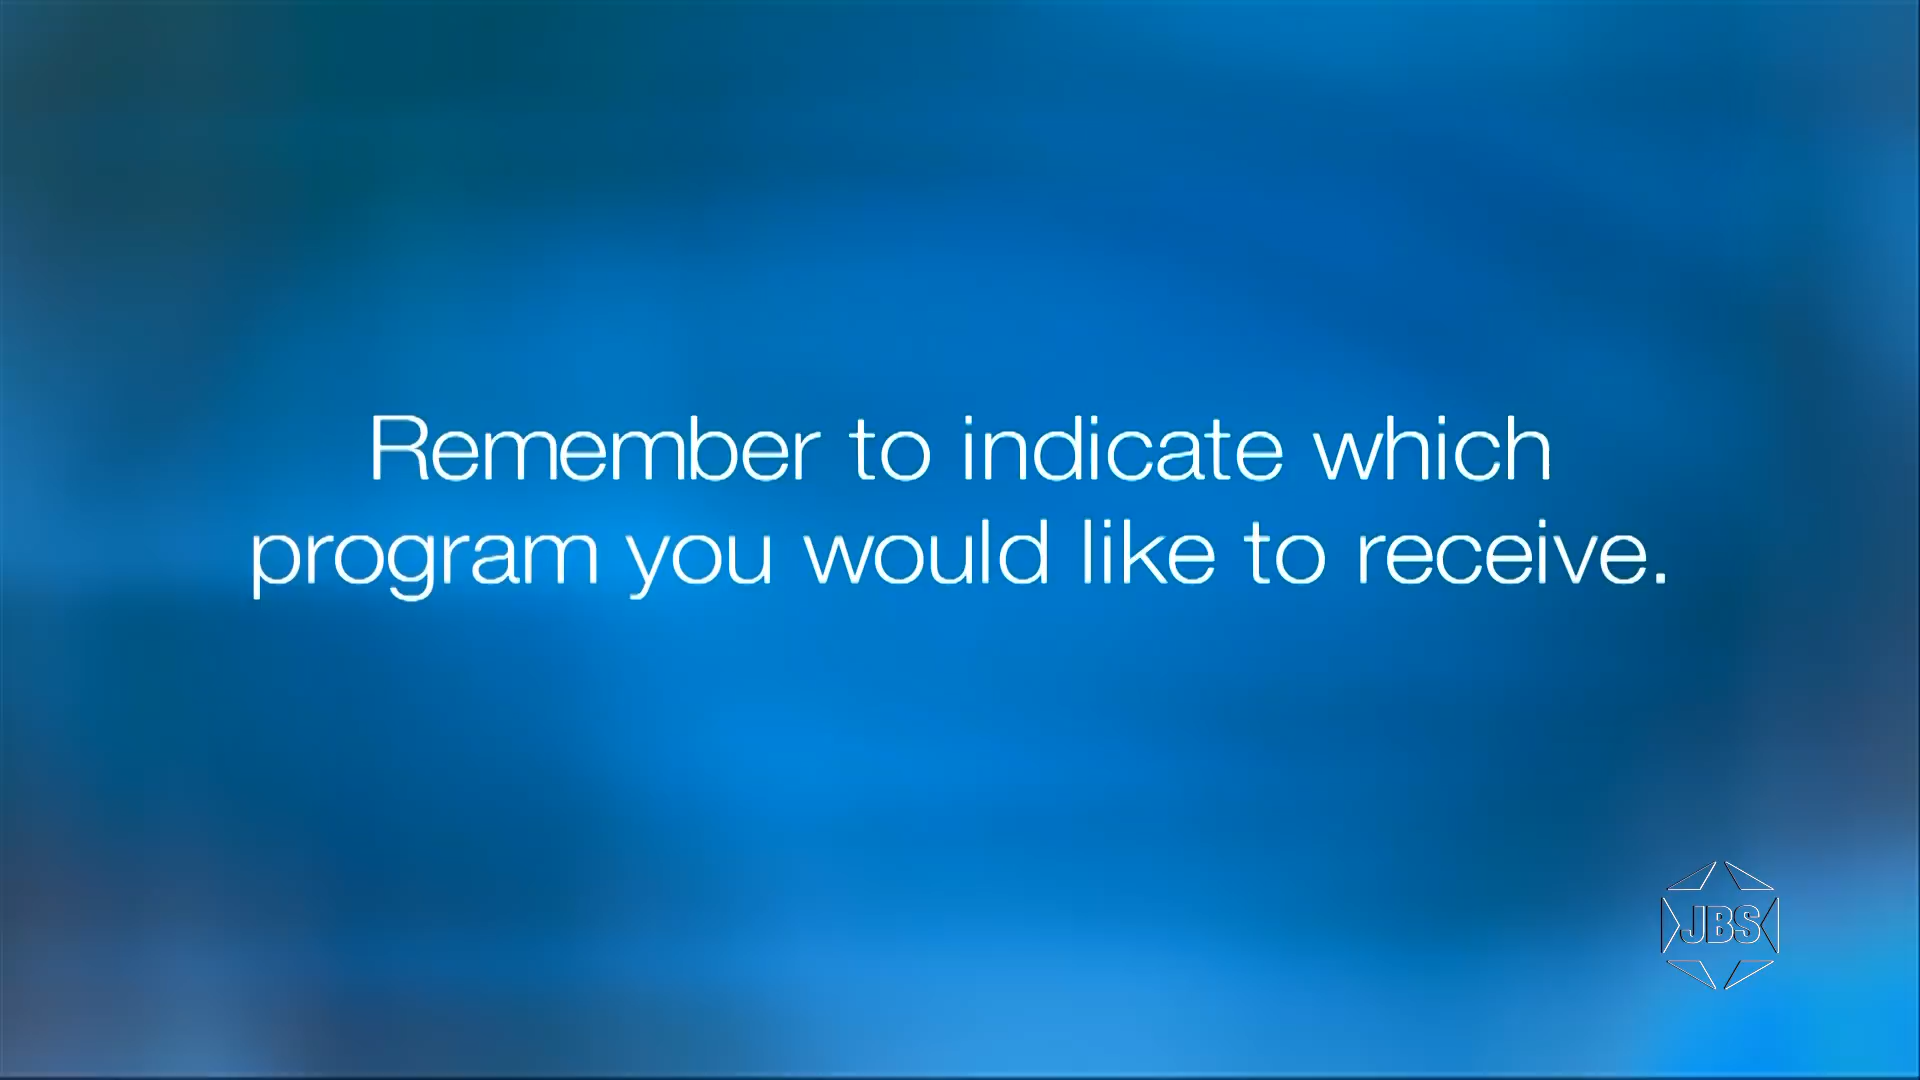 Remember to indicate which
program you would like to receive.
JBS